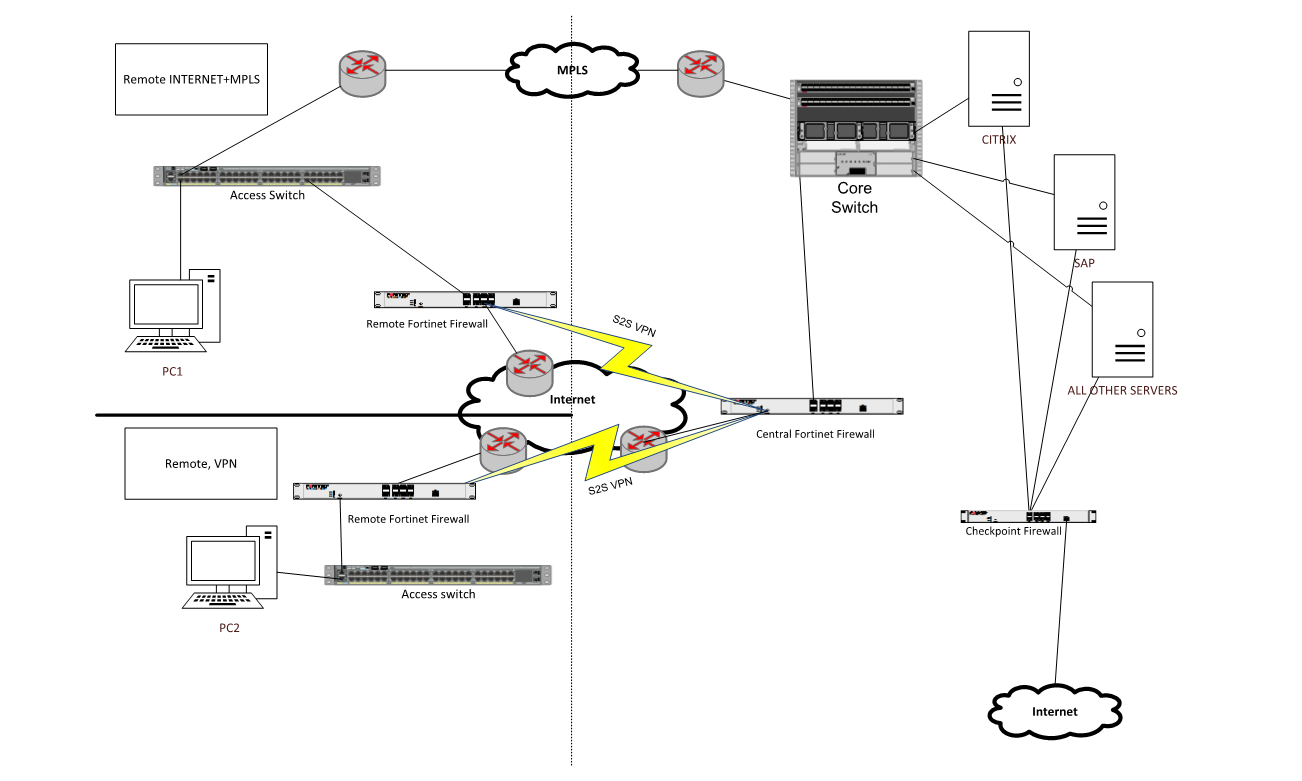 Remote INTERNET+MPLS
MPLS
CITRIX
Access Switch
Core
Switch
SAP
Remote Fortinet Firewall
S2S VPN
PC1
Internet
ALL OTHER SERVERS
Central Fortinet Firewall
Remote, VPN
S2S VPN
Remote Fortinet Firewall
Checkpoint Firewall
Access switch
PC2
Internet